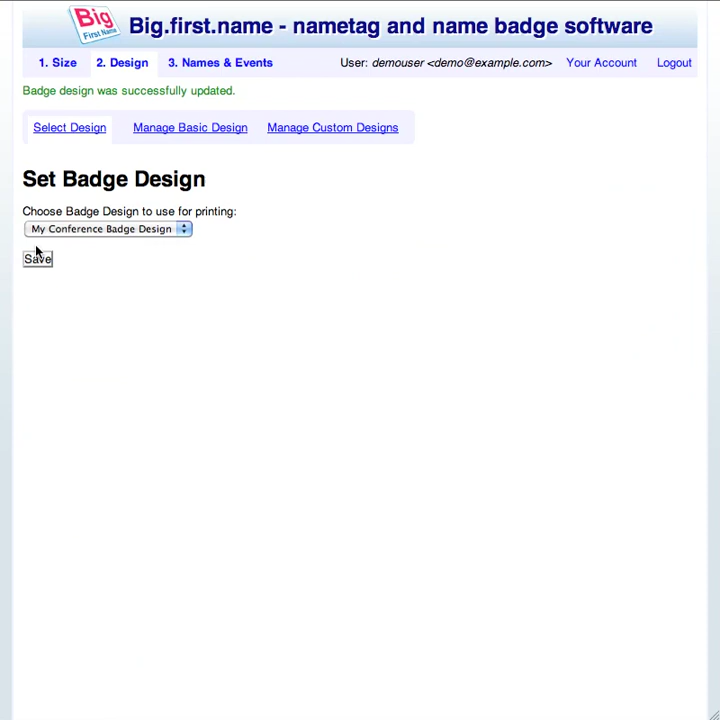 Big First Name
Big.first.name - nametag and name badge software
1. Size 2. Design 3. Names & Events User: demouser <demo@example.com> Your Account Logout
Badge design was successfully updated.
Select Design Manage Basic Design Manage Custom Designs
Set Badge Design
Choose Badge Design to use for printing:
My Conference Badge Design
Save